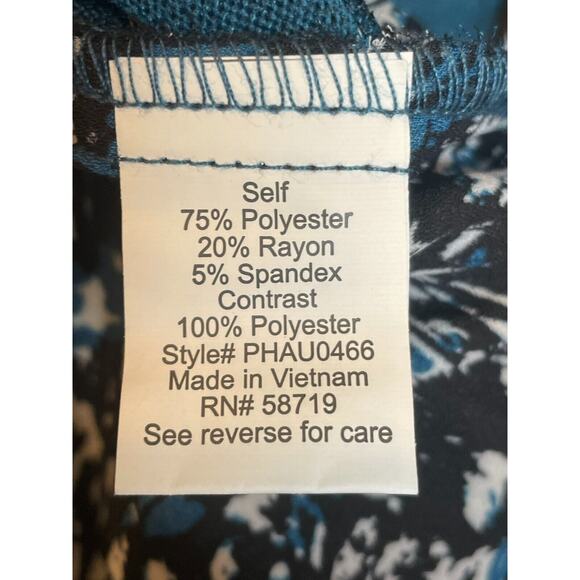 Self
75% Polyester
20% Rayon
5% Spandex
Contrast
100% Polyester
Style# PHAU0466
Made in Vietnam
RN# 58719
See reverse for care